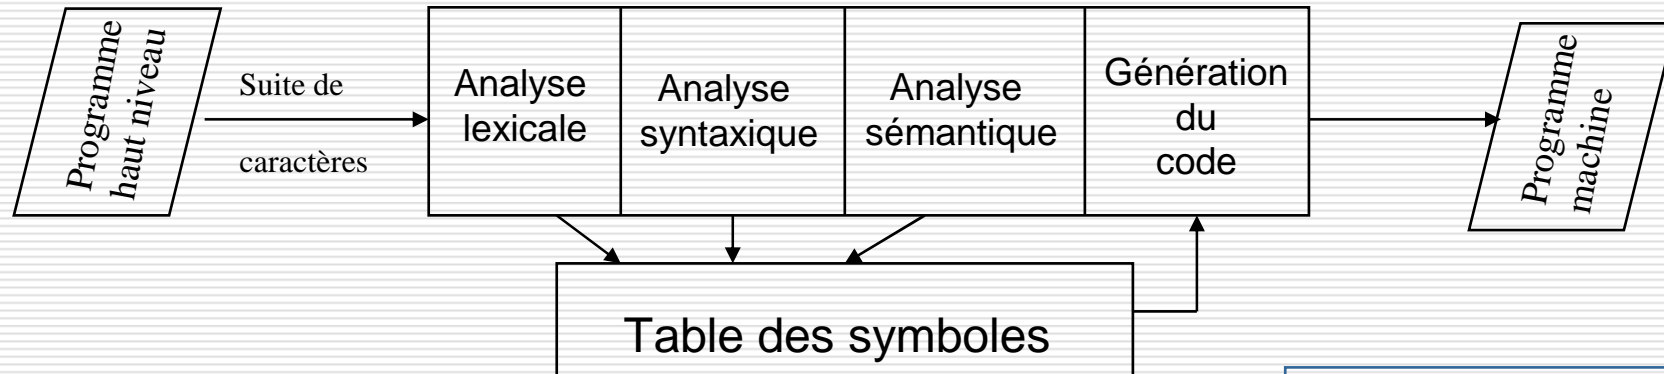 Programme
haut niveau
Suite de
caractères
Analyse
lexicale
Analyse
syntaxique
Analyse
sémantique
Génération
du
code
Programme
machine
Table des symboles